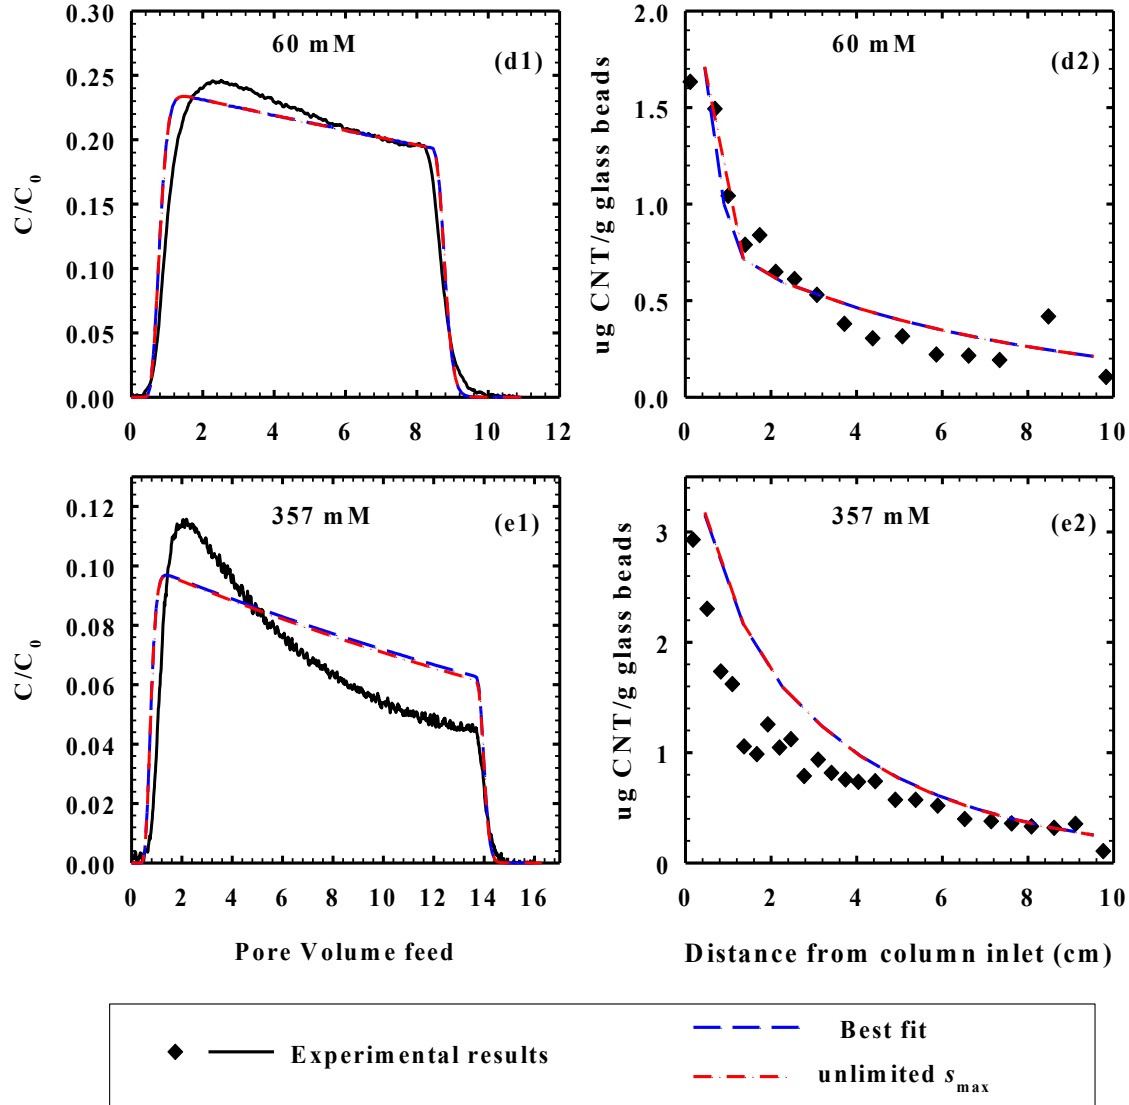 60 mM
(d1)
C/C0
0.30
0.25
0.20
0.15
0.10
0.05
0.00
0 2 4 6 8 10 12
60 mM
(d2)
ug CNT/g glass beads
2.0
1.5
1.0
0.5
0.0
0 2 4 6 8 10
357 mM
(e1)
C/C0
0.12
0.10
0.08
0.06
0.04
0.02
0.00
0 2 4 6 8 10 12 14 16
Pore Volume feed
357 mM
(e2)
ug CNT/g glass beads
3
2
1
0
0 2 4 6 8 10
Distance from column inlet (cm)
Experimental results
Best fit
unlimited smax